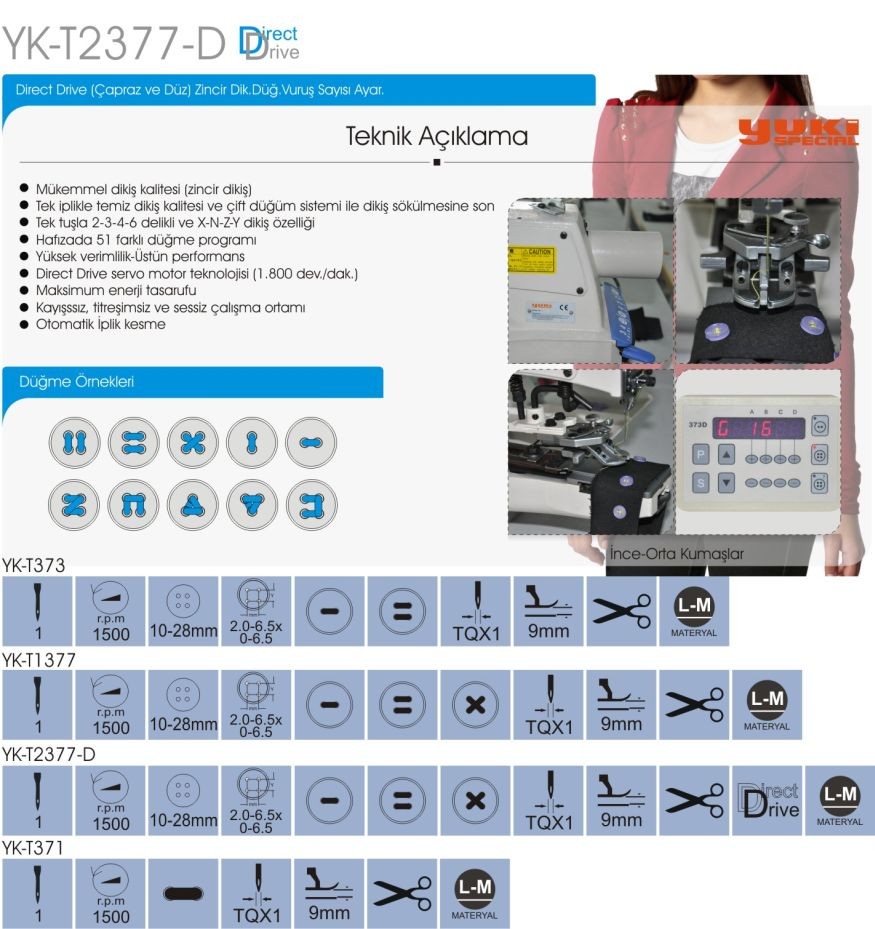 YK-T2377-D Direct Drive
Direct Drive (Çapraz ve Düz) Zincir Dik.Düğ.Vuruş Sayısı Ayar.
YUKI SPECIAL
Teknik Açıklama
Mükemmel dikiş kalitesi (zincir dikiş)
Tek iplikle temiz dikiş kalitesi ve çift düğüm sistemi ile dikiş sökülmesine son
Tek tuşla 2-3-4-6 delikli ve X-N-Z-Y dikiş özelliği
Hafızada 51 farklı düğme programı
Yüksek verimlilik-Üstün performans
Direct Drive servo motor teknolojisi (1.800 dev./dak.)
Maksimum enerji tasarufu
Kayışssız, titreşimsiz ve sessiz çalışma ortamı
Otomatik İplik kesme
CAUTION
CE
A B C D
373D
G 16
P
S
Düğme Örnekleri
İnce-Orta Kumaşlar
YK-T373
1 r.p.m 1500 10-28mm 2.0-6.5x 0-6.5 TQX1 9mm L-M MATERYAL
YK-T1377
1 r.p.m 1500 10-28mm 2.0-6.5x 0-6.5 TQX1 9mm L-M MATERYAL
YK-T2377-D
1 r.p.m 1500 10-28mm 2.0-6.5x 0-6.5 TQX1 9mm Direct Drive L-M MATERYAL
YK-T371
1 r.p.m 1500 TQX1 9mm L-M MATERYAL